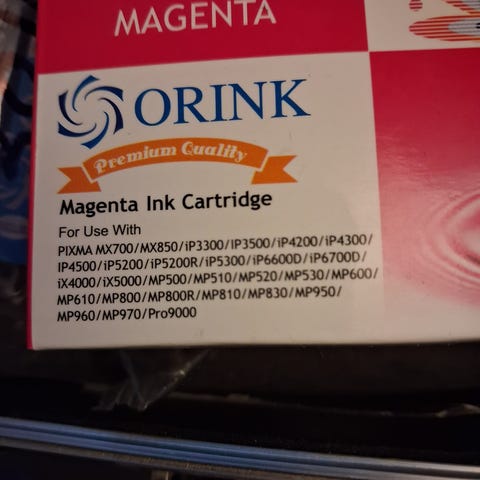 MAGENTA
ORINK
Premium Quality
Magenta Ink Cartridge
For Use With
PIXMA MX700/MX850/iP3300/IP3500/iP4200/iP4300/
IP4500/iP5200/iP5200R/iP5300/iP6600D/iP6700D/
iX4000/iX5000/MP500/MP510/MP520/MP530/MP600/
MP610/MP800/MP800R/MP810/MP830/MP950/
MP960/MP970/Pro9000